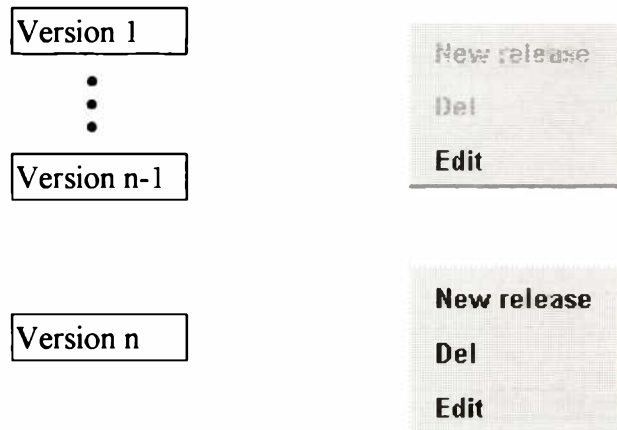 Version 1
New release
Del
Version n-1
Edit
New release
Version n
Del
Edit